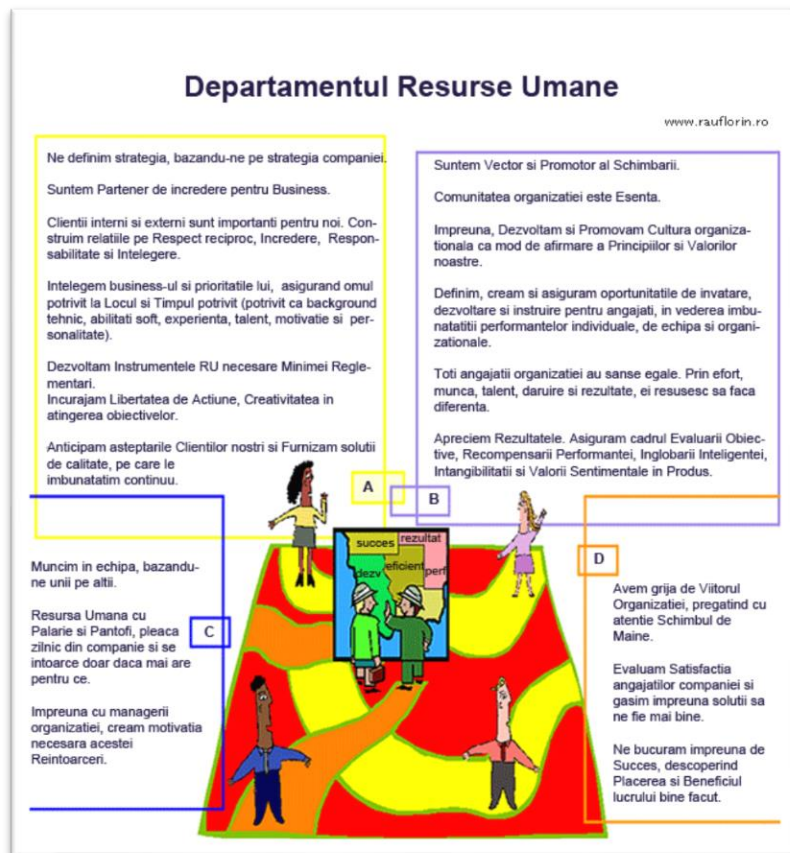 Departamentul Resurse Umane
www.rauflorin.ro
Ne definim strategia, bazandu-ne pe strategia companiei.
Suntem Partener de incredere pentru Business.
Clientii interni si externi sunt importanti pentru noi. Con-
struim relatiile pe Respect reciproc, Incredere, Respon-
sabilitate si Intelegere.
Intelegem business-ul si prioritatile lui, asigurand omul
potrivit la Locul si Timpul potrivit (potrivit ca background
tehnic, abilitati soft, experienta, talent, motivatie si per-
sonalitate).
Dezvoltam Instrumentele RU necesare Minimei Regle-
mentari.
Incurajam Libertatea de Actiune, Creativitatea in
atingerea obiectivelor.
Anticipam asteptarile Clientilor nostri si Furnizam solutii
de calitate, pe care le
imbunatatim continuu.
A
Suntem Vector si Promotor al Schimbarii.
Comunitatea organizatiei este Esenta.
Impreuna, Dezvoltam si Promovam Cultura organiza-
tionala ca mod de afirmare a Principiilor si Valorilor
noastre.
Definim, cream si asiguram oportunitatile de invatare,
dezvoltare si instruire pentru angajati, in vederea imbu-
natatitii performantelor individuale, de echipa si organi-
zationale.
Toti angajatii organizatiei au sanse egale. Prin efort,
munca, talent, daruire si rezultate, ei resusesc sa faca
diferenta.
Apreciem Rezultatele. Asiguram cadrul Evaluarii Obiec-
tive, Recompensarii Performantei, Inglobarii Inteligentei,
Intangibilitatii si Valorii Sentimentale in Produs.
B
succes
rezultat
dezv
eficient
perf
Muncim in echipa, bazandu-
ne unii pe altii.
Resursa Umana cu
Palarie si Pantofi, pleaca
zilnic din companie si se
intoarce doar daca mai are
pentru ce.
Impreuna cu managerii
organizatiei, cream motivatia
necesara acestei
Reintoarceri.
C
D
Avem grija de Viitorul
Organizatiei, pregatind cu
atentie Schimbul de
Maine.
Evaluam Satisfactia
angajatilor companiei si
gasim impreuna solutii sa
ne fie mai bine.
Ne bucuram impreuna de
Succes, descoperind
Placerea si Beneficiul
lucrului bine facut.